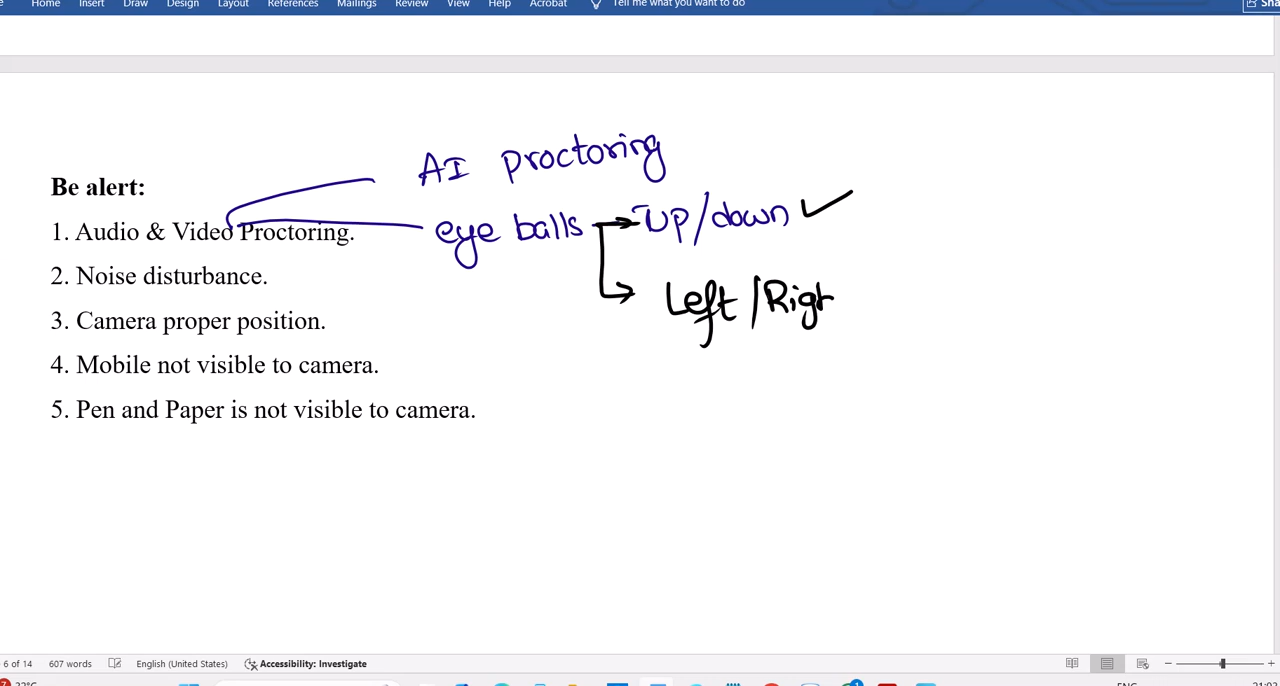 Home Insert Draw Design Layout References Mailings Review View Help Acrobat Tell me what you want to do Sha
AI proctoring
Be alert:
1. Audio & Video Proctoring.
eye balls Up/down ✓
Left/Righ
2. Noise disturbance.
3. Camera proper position.
4. Mobile not visible to camera.
5. Pen and Paper is not visible to camera.
6 of 14 607 words English (United States) Accessibility: Investigate